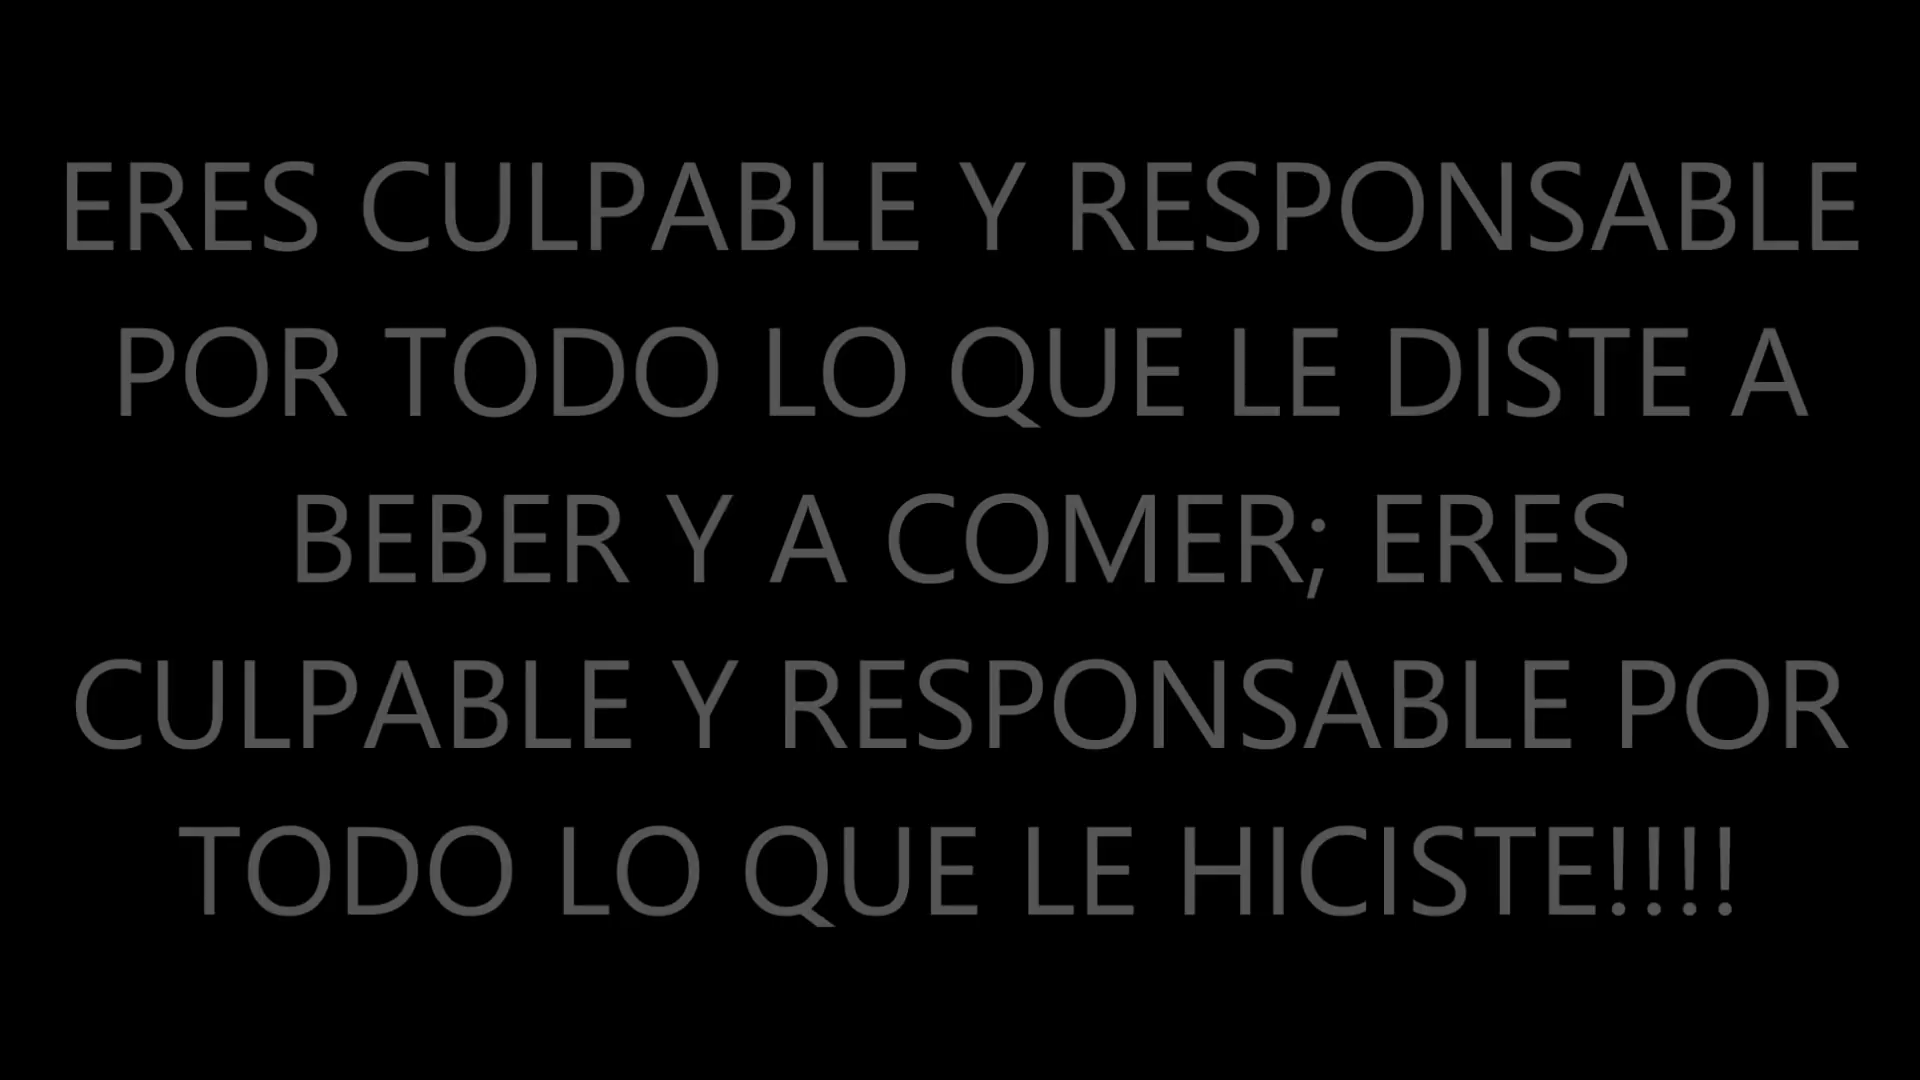 ERES CULPABLE Y RESPONSABLE
POR TODO LO QUE LE DISTE A
BEBER Y A COMER; ERES
CULPABLE Y RESPONSABLE POR
TODO LO QUE LE HICISTE!!!!